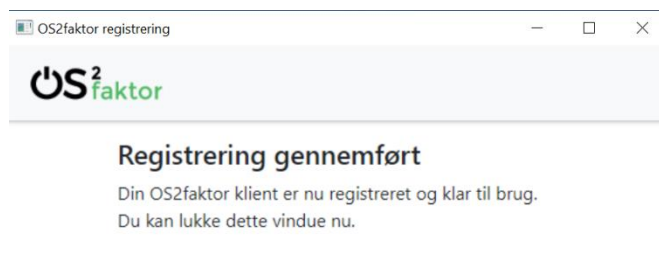 OS2faktor registrering
OS2faktor
Registrering gennemført
Din OS2faktor klient er nu registreret og klar til brug.
Du kan lukke dette vindue nu.